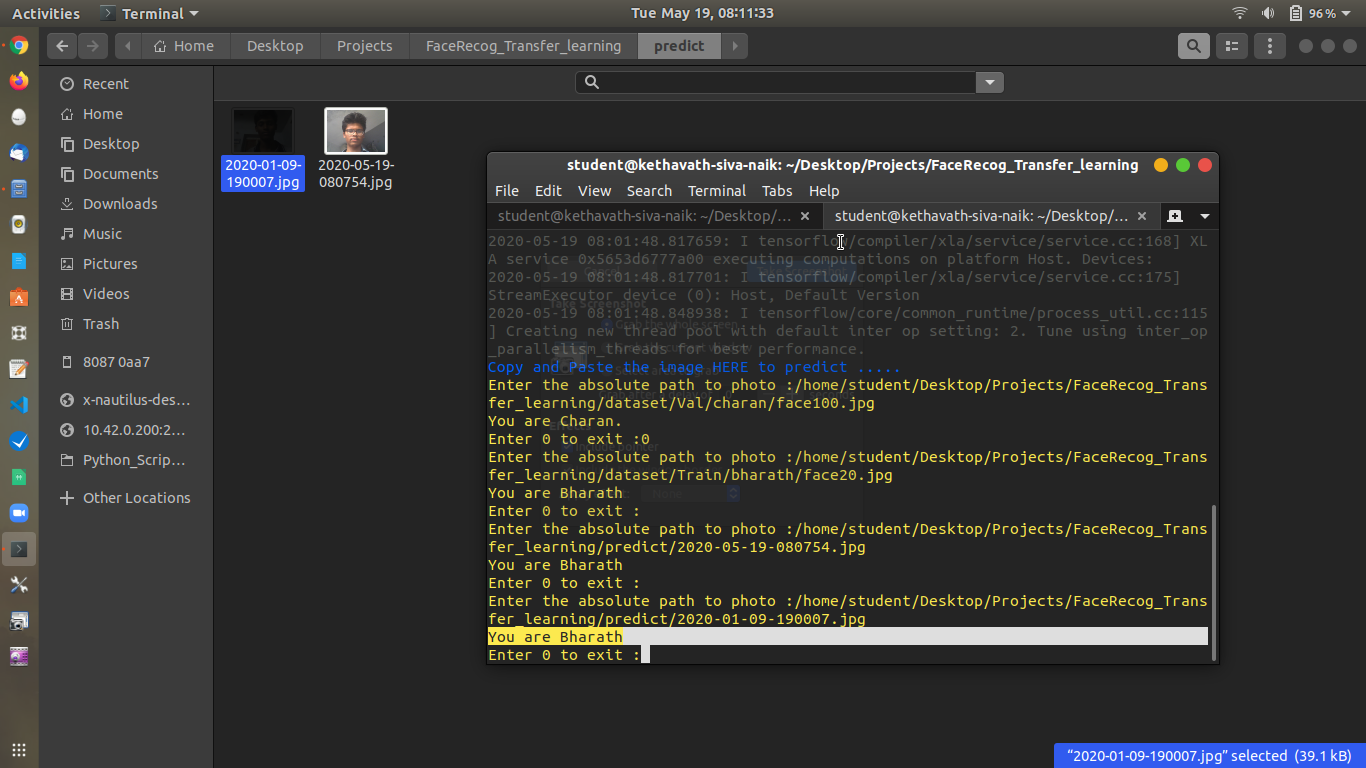 Activities Terminal Tue May 19, 08:11:33 96%
Home Desktop Projects FaceRecog_Transfer_learning predict
Recent
Home
Desktop
Documents
Downloads
Music
Pictures
Videos
Trash
8087 0aa7
x-nautilus-des…
10.42.0.200:2…
Python_Scrip…
Other Locations
2020-01-09-
190007.jpg
2020-05-19-
080754.jpg
student@kethavath-siva-naik: ~/Desktop/Projects/FaceRecog_Transfer_learning
File Edit View Search Terminal Tabs Help
student@kethavath-siva-naik: ~/Desktop/… student@kethavath-siva-naik: ~/Desktop/…
2020-05-19 08:01:48.817659: I tensorflow/compiler/xla/service/service.cc:168] XL
A service 0x5653d6777a00 executing computations on platform Host. Devices:
2020-05-19 08:01:48.817701: I tensorflow/compiler/xla/service/service.cc:175]
StreamExecutor device (0): Host, Default Version
2020-05-19 08:01:48.848938: I tensorflow/core/common_runtime/process_util.cc:115
] Creating new thread pool with default inter op setting: 2. Tune using inter_op
_parallelism_threads for best performance.
Copy and Paste the image HERE to predict .....
Enter the absolute path to photo :/home/student/Desktop/Projects/FaceRecog_Trans
fer_learning/dataset/Val/charan/face100.jpg
You are Charan.
Enter 0 to exit :0
Enter the absolute path to photo :/home/student/Desktop/Projects/FaceRecog_Trans
fer_learning/dataset/Train/bharath/face20.jpg
You are Bharath
Enter 0 to exit :
Enter the absolute path to photo :/home/student/Desktop/Projects/FaceRecog_Trans
fer_learning/predict/2020-05-19-080754.jpg
You are Bharath
Enter 0 to exit :
Enter the absolute path to photo :/home/student/Desktop/Projects/FaceRecog_Trans
fer_learning/predict/2020-01-09-190007.jpg
You are Bharath
Enter 0 to exit :
“2020-01-09-190007.jpg” selected (39.1 kB)